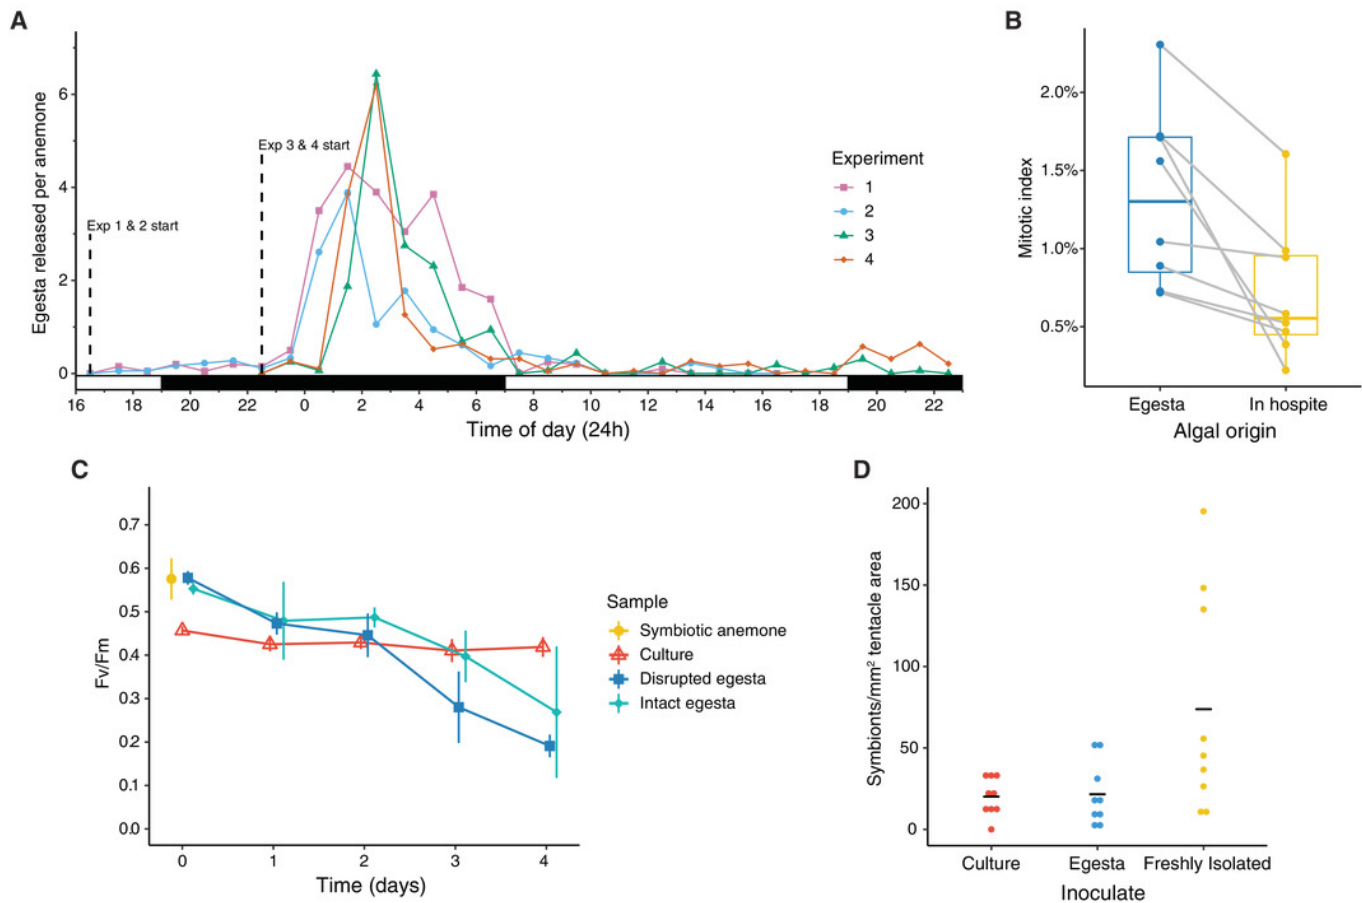 A
Egesta released per anemone
6
4
2
0
Exp 1 & 2 start
Exp 3 & 4 start
Experiment
1
2
3
4
16 18 20 22 0 2 4 6 8 10 12 14 16 18 20 22
Time of day (24h)
B
Mitotic index
2.0%
1.5%
1.0%
0.5%
Egesta In hospite
Algal origin
C
Fv/Fm
0.7
0.6
0.5
0.4
0.3
0.2
0.1
0.0
0 1 2 3 4
Time (days)
Sample
Symbiotic anemone
Culture
Disrupted egesta
Intact egesta
D
Symbionts/mm² tentacle area
200
150
100
50
0
Culture Egesta Freshly Isolated
Inoculate